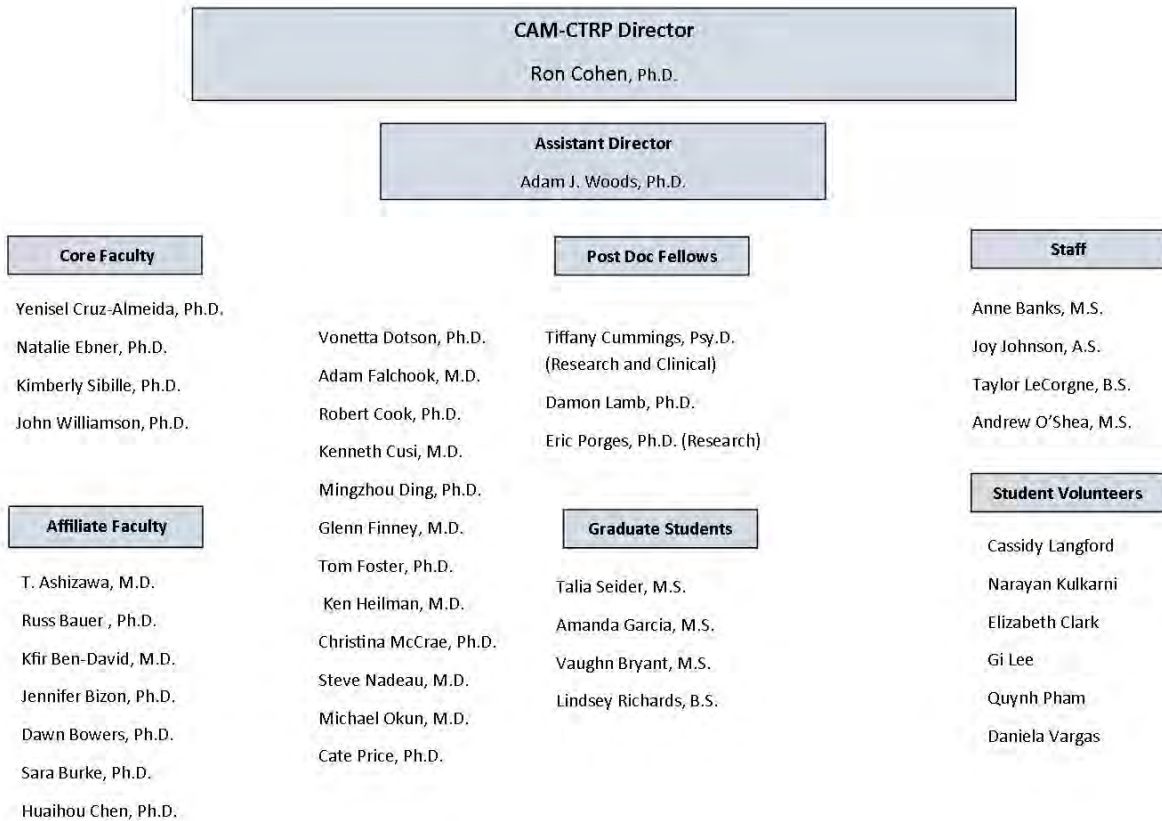 CAM-CTRP Director
Ron Cohen, Ph.D.
Assistant Director
Adam J. Woods, Ph.D.
Core Faculty
Yenisel Cruz-Almeida, Ph.D.
Natalie Ebner, Ph.D.
Kimberly Sibille, Ph.D.
John Williamson, Ph.D.
Affiliate Faculty
T. Ashizawa, M.D.
Russ Bauer , Ph.D.
Kfir Ben-David, M.D.
Jennifer Bizon, Ph.D.
Dawn Bowers, Ph.D.
Sara Burke, Ph.D.
Huaihou Chen, Ph.D.
Vonetta Dotson, Ph.D.
Adam Falchook, M.D.
Robert Cook, Ph.D.
Kenneth Cusi, M.D.
Mingzhou Ding, Ph.D.
Glenn Finney, M.D.
Tom Foster, Ph.D.
Ken Heilman, M.D.
Christina McCrae, Ph.D.
Steve Nadeau, M.D.
Michael Okun, M.D.
Cate Price, Ph.D.
Post Doc Fellows
Tiffany Cummings, Psy.D.
(Research and Clinical)
Damon Lamb, Ph.D.
Eric Porges, Ph.D. (Research)
Graduate Students
Talia Seider, M.S.
Amanda Garcia, M.S.
Vaughn Bryant, M.S.
Lindsey Richards, B.S.
Staff
Anne Banks, M.S.
Joy Johnson, A.S.
Taylor LeCorgne, B.S.
Andrew O'Shea, M.S.
Student Volunteers
Cassidy Langford
Narayan Kulkarni
Elizabeth Clark
Gi Lee
Quynh Pham
Daniela Vargas